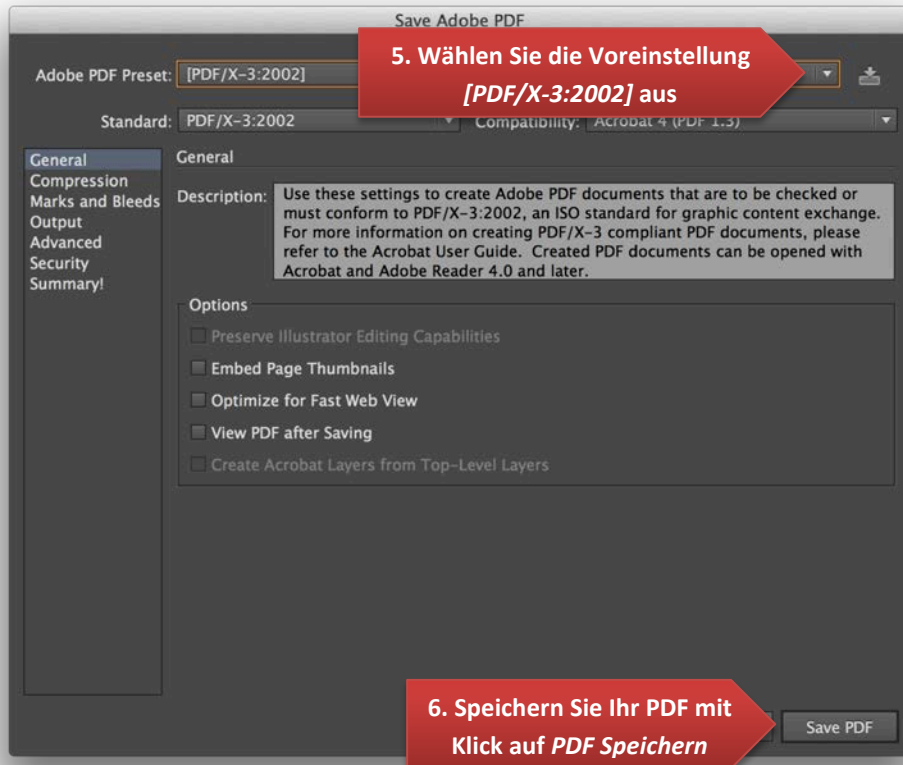 Save Adobe PDF
5. Wählen Sie die Voreinstellung
[PDF/X-3:2002] aus
Adobe PDF Preset: [PDF/X-3:2002]
Standard: PDF/X-3:2002 Compatibility: Acrobat 4 (PDF 1.3)
General
Compression
Marks and Bleeds
Output
Advanced
Security
Summary!
General
Description: Use these settings to create Adobe PDF documents that are to be checked or
must conform to PDF/X-3:2002, an ISO standard for graphic content exchange.
For more information on creating PDF/X-3 compliant PDF documents, please
refer to the Acrobat User Guide. Created PDF documents can be opened with
Acrobat and Adobe Reader 4.0 and later.
Options
Preserve Illustrator Editing Capabilities
Embed Page Thumbnails
Optimize for Fast Web View
View PDF after Saving
Create Acrobat Layers from Top-Level Layers
6. Speichern Sie Ihr PDF mit
Klick auf PDF Speichern
Save PDF